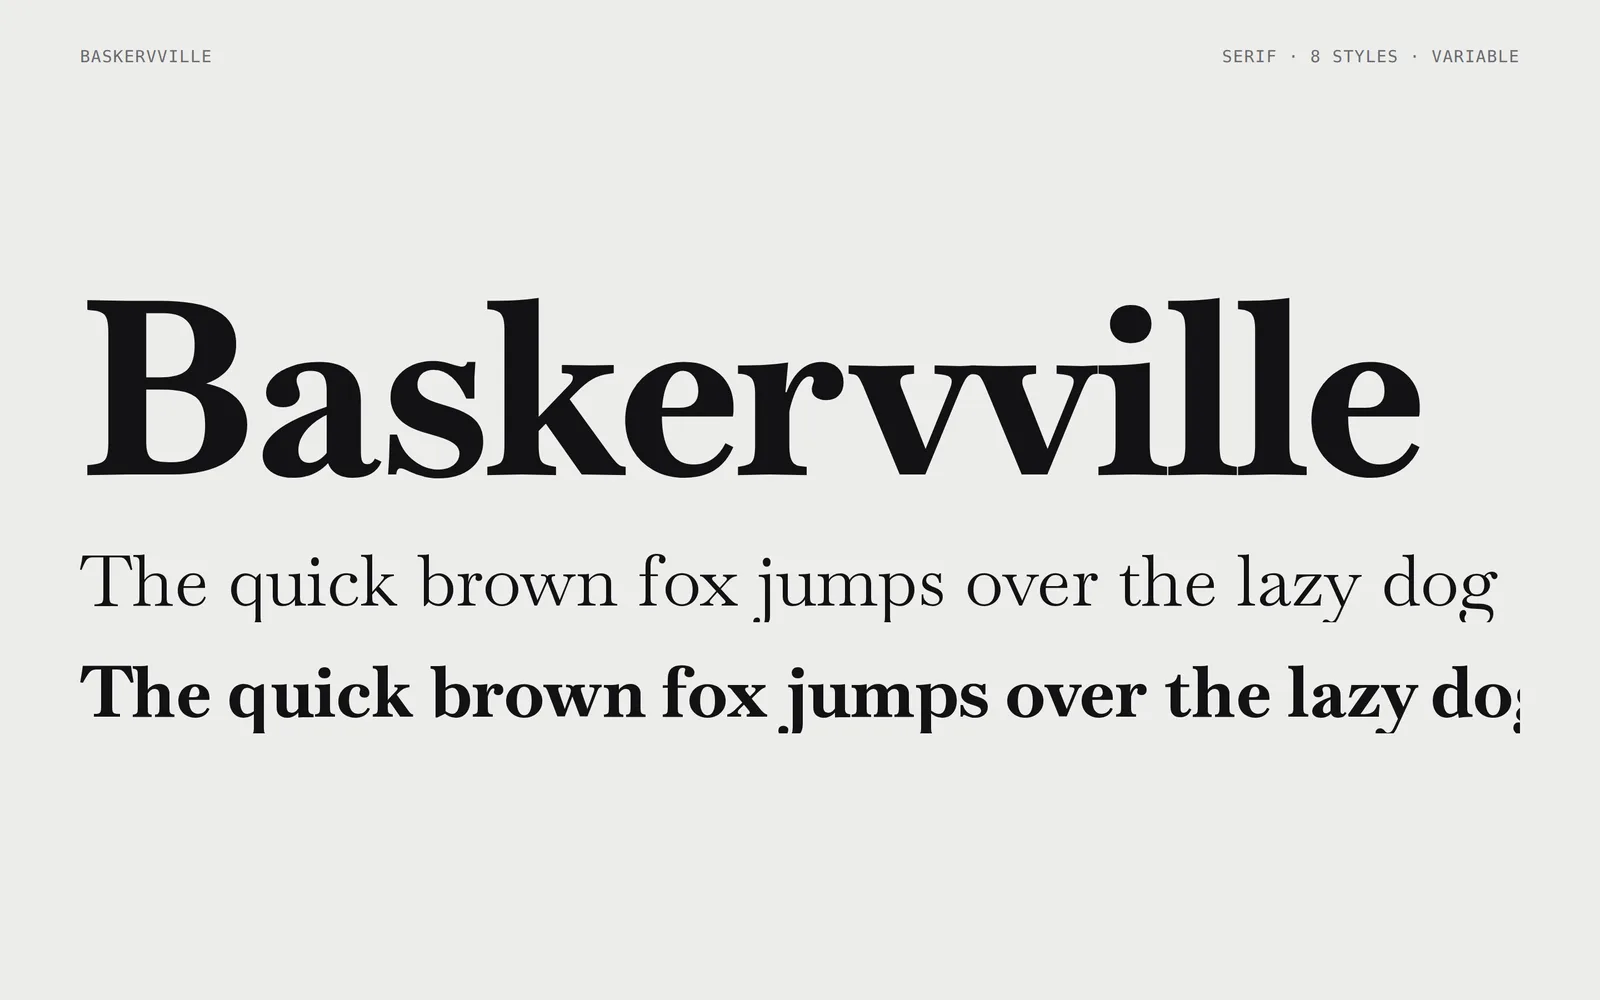 BASKERVVILLE
SERIF · 8 STYLES · VARIABLE
Baskervville
The quick brown fox jumps over the lazy dog
The quick brown fox jumps over the lazy dog